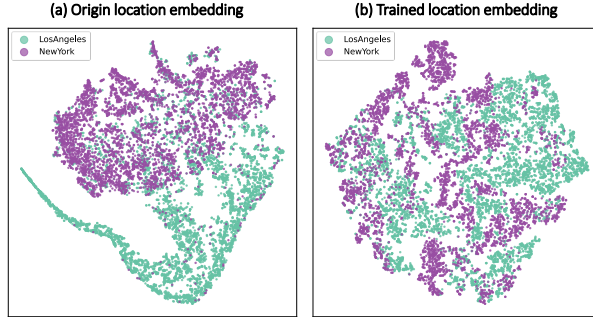 (a) Origin location embedding
LosAngeles
NewYork
(b) Trained location embedding
LosAngeles
NewYork